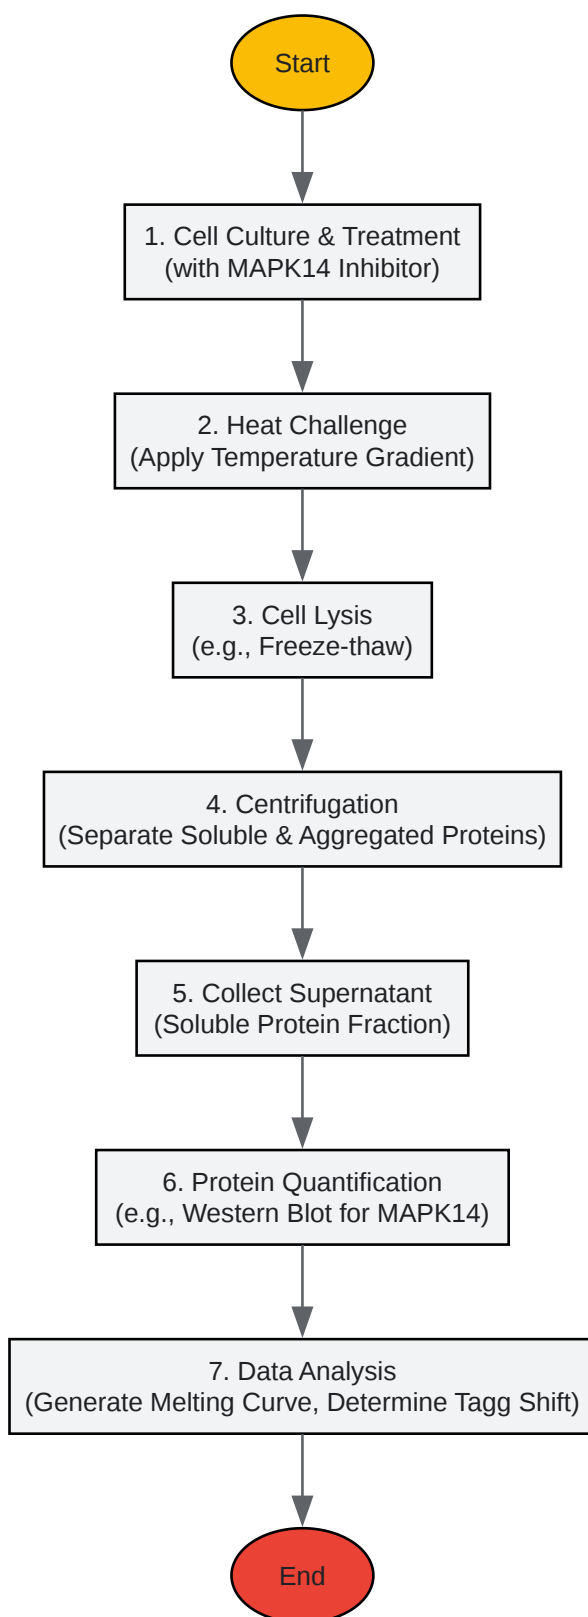 Start
1. Cell Culture & Treatment
(with MAPK14 Inhibitor)
2. Heat Challenge
(Apply Temperature Gradient)
3. Cell Lysis
(e.g., Freeze-thaw)
4. Centrifugation
(Separate Soluble & Aggregated Proteins)
5. Collect Supernatant
(Soluble Protein Fraction)
6. Protein Quantification
(e.g., Western Blot for MAPK14)
7. Data Analysis
(Generate Melting Curve, Determine Tagg Shift)
End